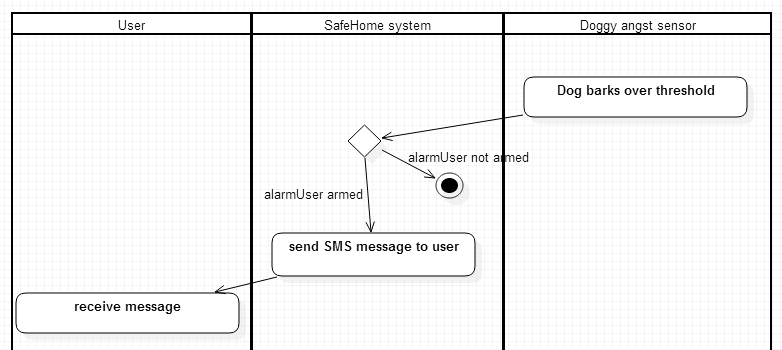 User
SafeHome system
Doggy angst sensor
Dog barks over threshold
alarmUser not armed
alarmUser armed
send SMS message to user
receive message